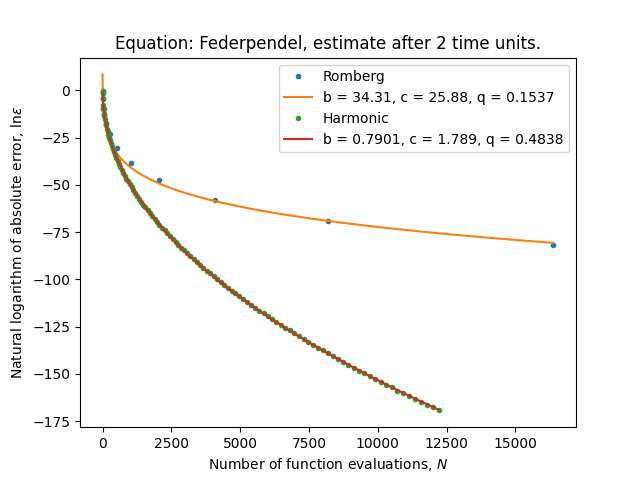 Equation: Federpendel, estimate after 2 time units.
Romberg
b = 34.31, c = 25.88, q = 0.1537
Harmonic
b = 0.7901, c = 1.789, q = 0.4838
Natural logarithm of absolute error, lnε
0
−25
−50
−75
−100
−125
−150
−175
0 2500 5000 7500 10000 12500 15000
Number of function evaluations, N